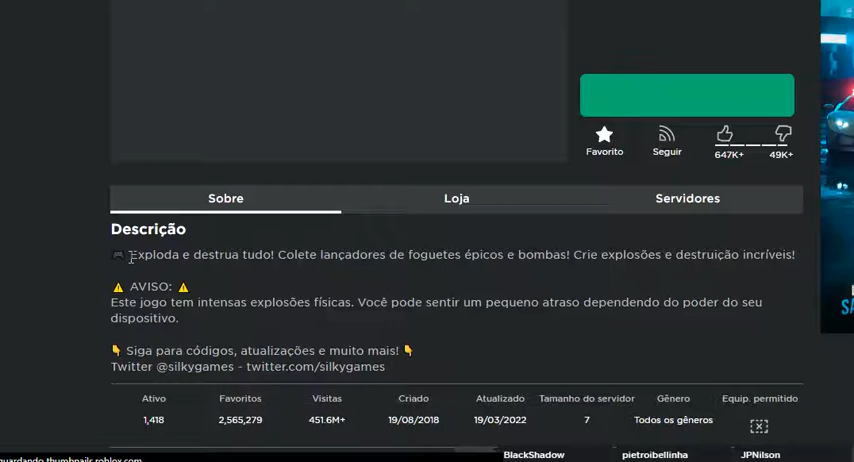 Favorito Seguir 647K+ 49K+
Sobre Loja Servidores
Descrição
Exploda e destrua tudo! Colete lançadores de foguetes épicos e bombas! Crie explosões e destruição incríveis!
⚠️ AVISO: ⚠️
Este jogo tem intensas explosões físicas. Você pode sentir um pequeno atraso dependendo do poder do seu
dispositivo.
👇 Siga para códigos, atualizações e muito mais! 👇
Twitter @silkygames - twitter.com/silkygames
Ativo Favoritos Visitas Criado Atualizado Tamanho do servidor Gênero Equip. permitido
1,418 2,565,279 451.6M+ 19/08/2018 19/03/2022 7 Todos os gêneros
BlackShadow pietroibellinha JPNilson